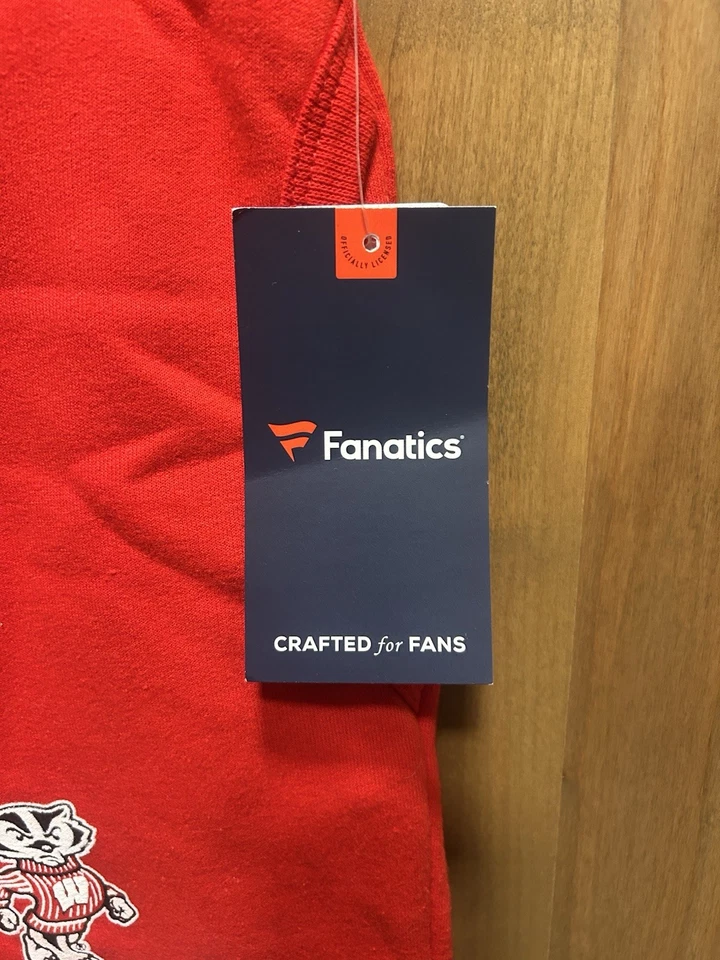 OFFICIALLY LICENSED
Fanatics®
CRAFTED for FANS
W